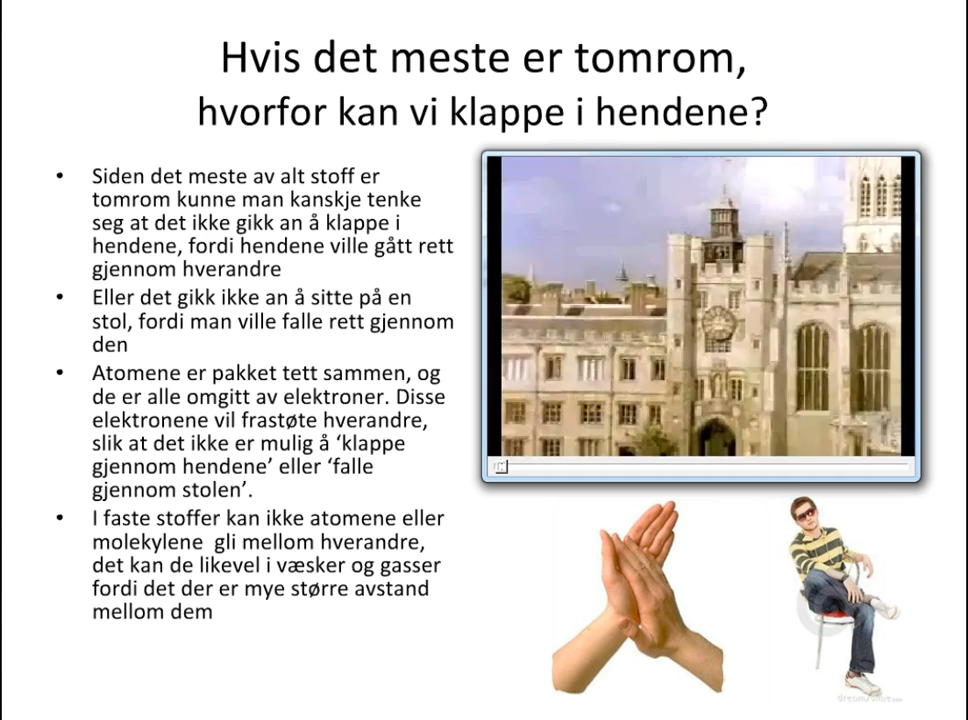 Hvis det meste er tomrom,
hvorfor kan vi klappe i hendene?
• Siden det meste av alt stoff er
tomrom kunne man kanskje tenke
seg at det ikke gikk an å klappe i
hendene, fordi hendene ville gått rett
gjennom hverandre
• Eller det gikk ikke an å sitte på en
stol, fordi man ville falle rett gjennom
den
• Atomene er pakket tett sammen, og
de er alle omgitt av elektroner. Disse
elektronene vil frastøte hverandre,
slik at det ikke er mulig å ‘klappe
gjennom hendene’ eller ‘falle
gjennom stolen’.
• I faste stoffer kan ikke atomene eller
molekylene  gli mellom hverandre,
det kan de likevel i væsker og gasser
fordi det der er mye større avstand
mellom dem